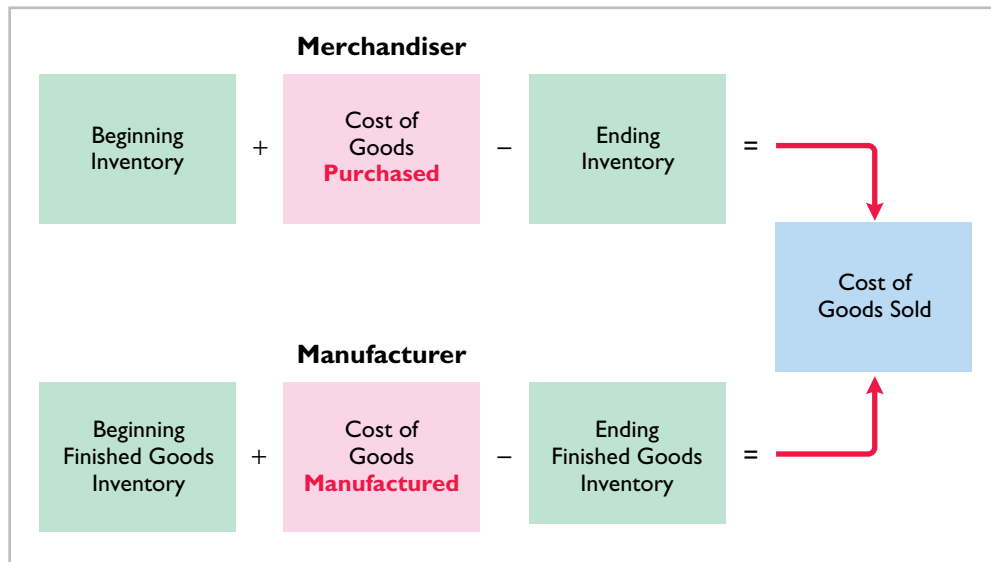 Merchandiser
Beginning
Inventory
+
Cost of
Goods
Purchased
–
Ending
Inventory
=
Cost of
Goods Sold
Manufacturer
Beginning
Finished Goods
Inventory
+
Cost of
Goods
Manufactured
–
Ending
Finished Goods
Inventory
=